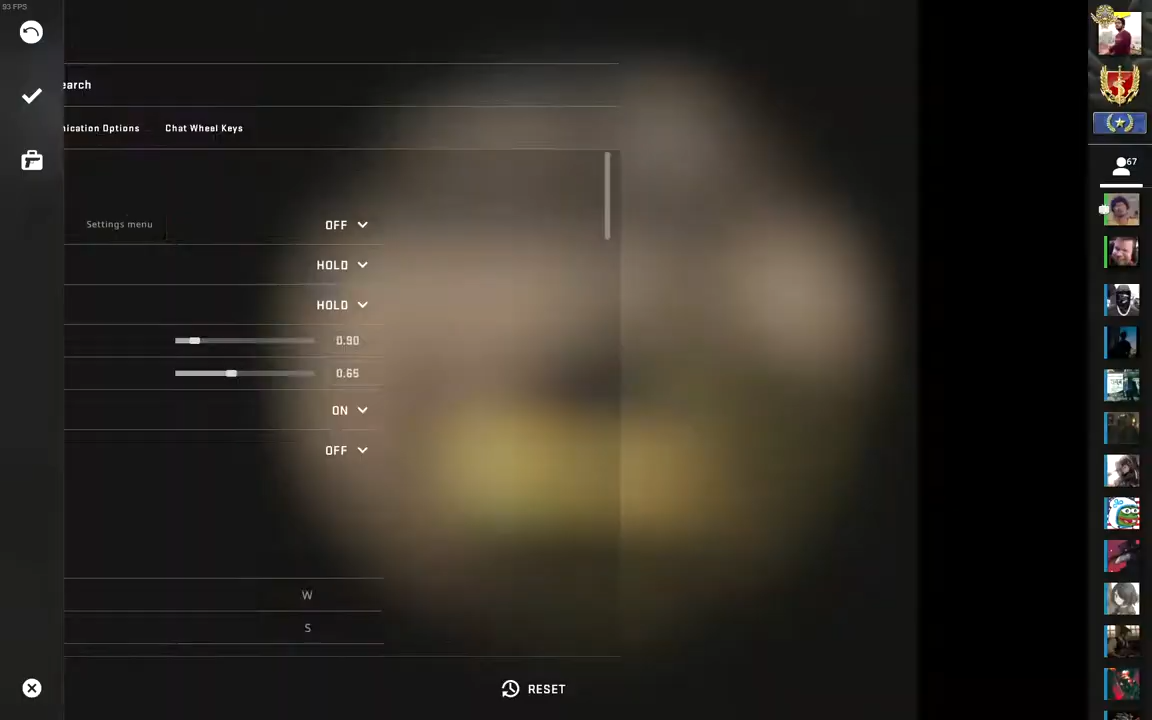 93 FPS
earch
nication Options Chat Wheel Keys
67
Settings menu OFF
HOLD
HOLD
0.90
0.65
ON
OFF
W
S
RESET